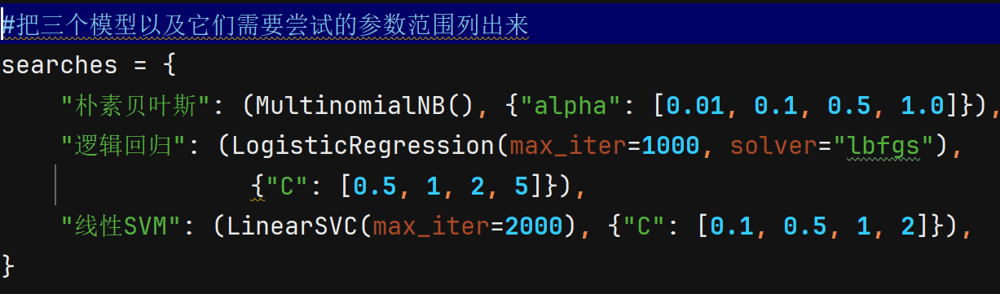 #把三个模型以及它们需要尝试的参数范围列出来
searches = {
    "朴素贝叶斯": (MultinomialNB(), {"alpha": [0.01, 0.1, 0.5, 1.0]}),
    "逻辑回归": (LogisticRegression(max_iter=1000, solver="lbfgs"),
                 {"C": [0.5, 1, 2, 5]}),
    "线性SVM": (LinearSVC(max_iter=2000), {"C": [0.1, 0.5, 1, 2]}),
}